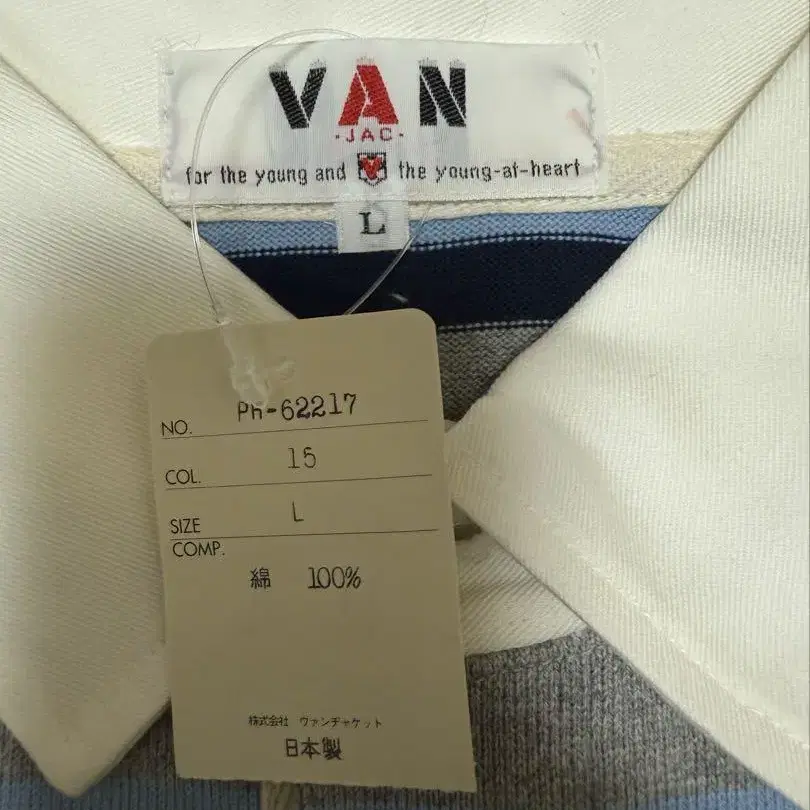 VAN
·JAC·
for the young and the young-at-heart
L
NO. Ph-62217
COL. 15
SIZE L
COMP.
綿 100%
株式会社 ヴァンヂャケット
日本製